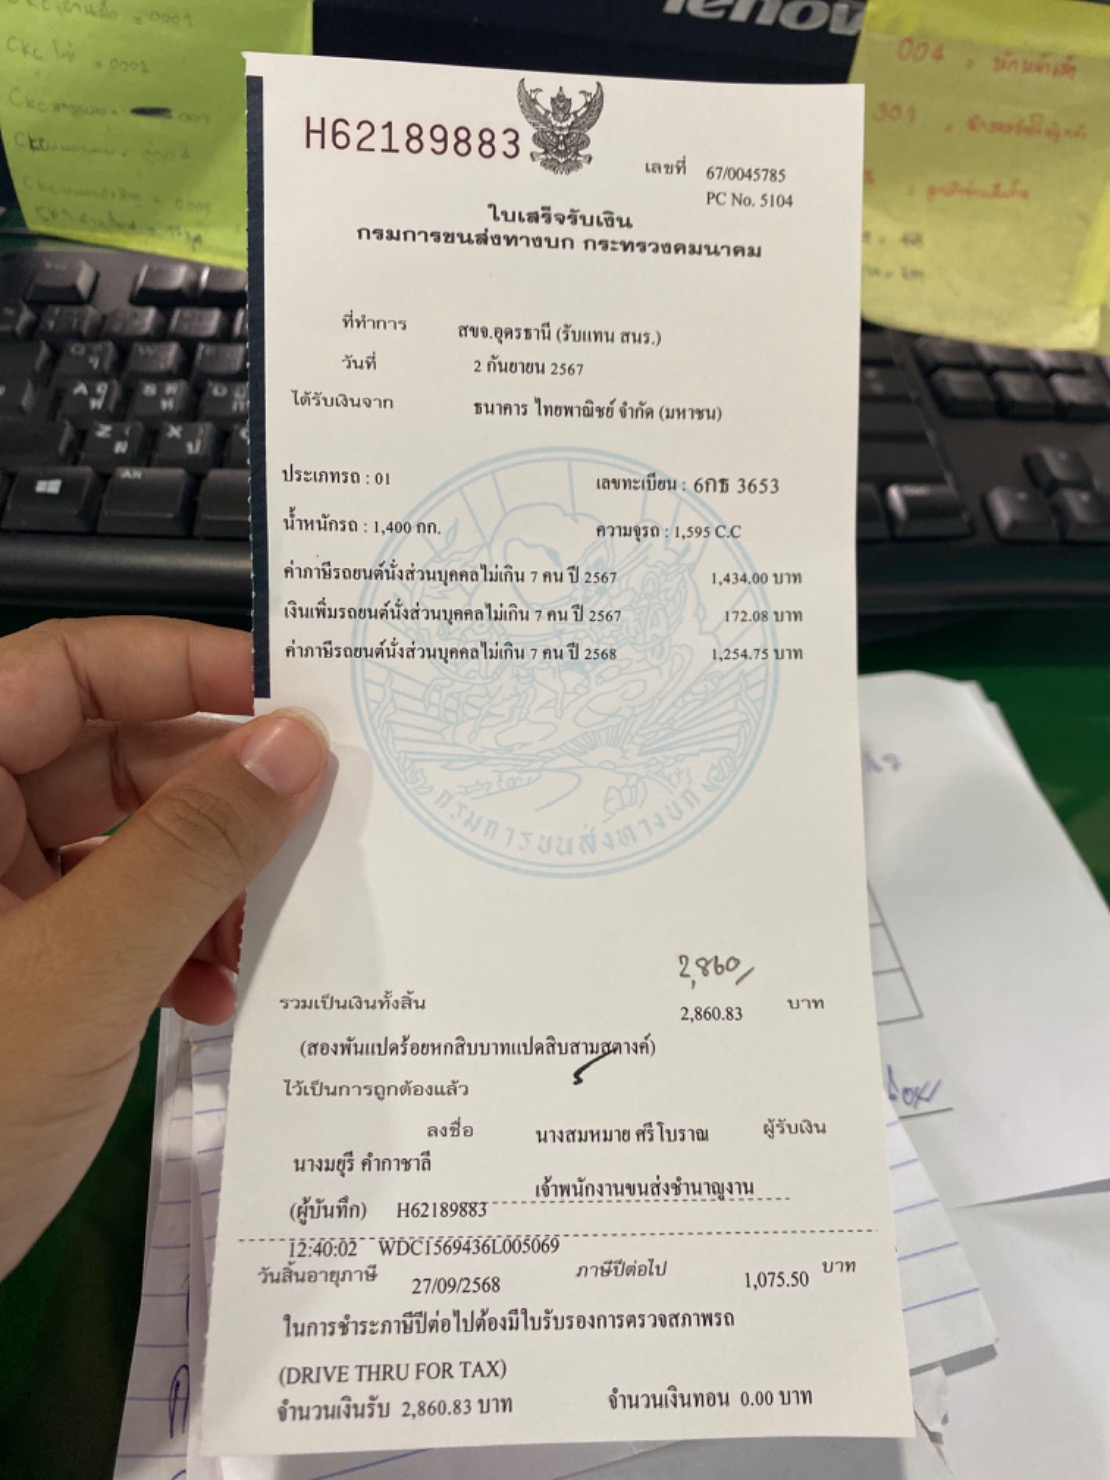 lenov
H62189883
เลขที่ 67/0045785
PC No. 5104
ใบเสร็จรับเงิน
กรมการขนส่งทางบก กระทรวงคมนาคม
ที่ทำการ สขจ.อุดรธานี (รับแทน สนร.)
วันที่ 2 กันยายน 2567
ได้รับเงินจาก ธนาคาร ไทยพาณิชย์ จำกัด (มหาชน)
ประเภทรถ : 01 เลขทะเบียน : 6กธ 3653
น้ำหนักรถ : 1,400 กก. ความจุรถ : 1,595 C.C
ค่าภาษีรถยนต์นั่งส่วนบุคคลไม่เกิน 7 คน ปี 2567 1,434.00 บาท
เงินเพิ่มรถยนต์นั่งส่วนบุคคลไม่เกิน 7 คน ปี 2567 172.08 บาท
ค่าภาษีรถยนต์นั่งส่วนบุคคลไม่เกิน 7 คน ปี 2568 1,254.75 บาท
กรมการขนส่งทางบก
2,860/
รวมเป็นเงินทั้งสิ้น 2,860.83 บาท
(สองพันแปดร้อยหกสิบบาทแปดสิบสามสตางค์)
ไว้เป็นการถูกต้องแล้ว
ลงชื่อ นางสมหมาย ศรีโบราณ ผู้รับเงิน
นางมยุรี คำกาชาลี
เจ้าพนักงานขนส่งชำนาญงาน
(ผู้บันทึก) H62189883
12:40:02 WDC1569436L005069
วันสิ้นอายุภาษี 27/09/2568 ภาษีปีต่อไป 1,075.50 บาท
ในการชำระภาษีปีต่อไปต้องมีใบรับรองการตรวจสภาพรถ
(DRIVE THRU FOR TAX)
จำนวนเงินรับ 2,860.83 บาท จำนวนเงินทอน 0.00 บาท